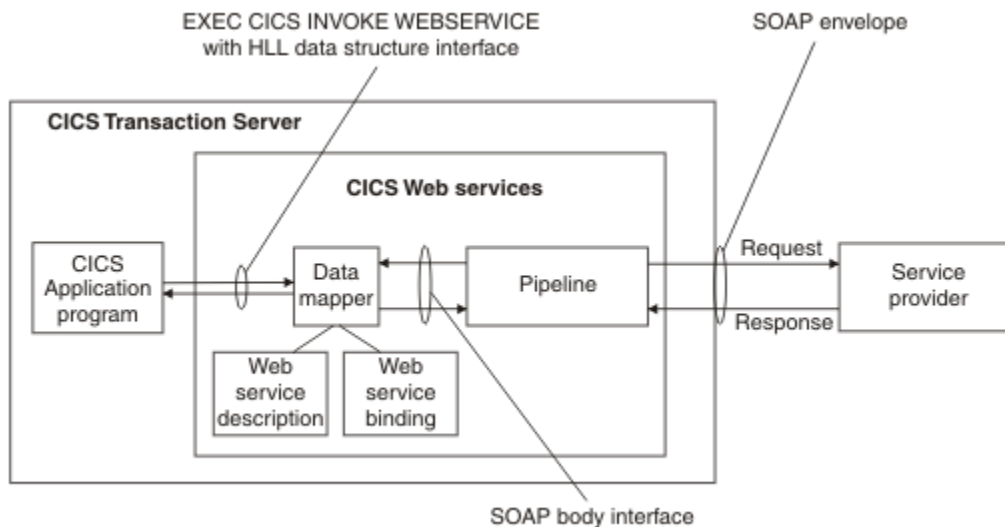 EXEC CICS INVOKE WEBSERVICE
with HLL data structure interface
SOAP envelope
CICS Transaction Server
CICS Web services
CICS
Application
program
Data
mapper
Pipeline
Request
Response
Service
provider
Web
service
description
Web
service
binding
SOAP body interface